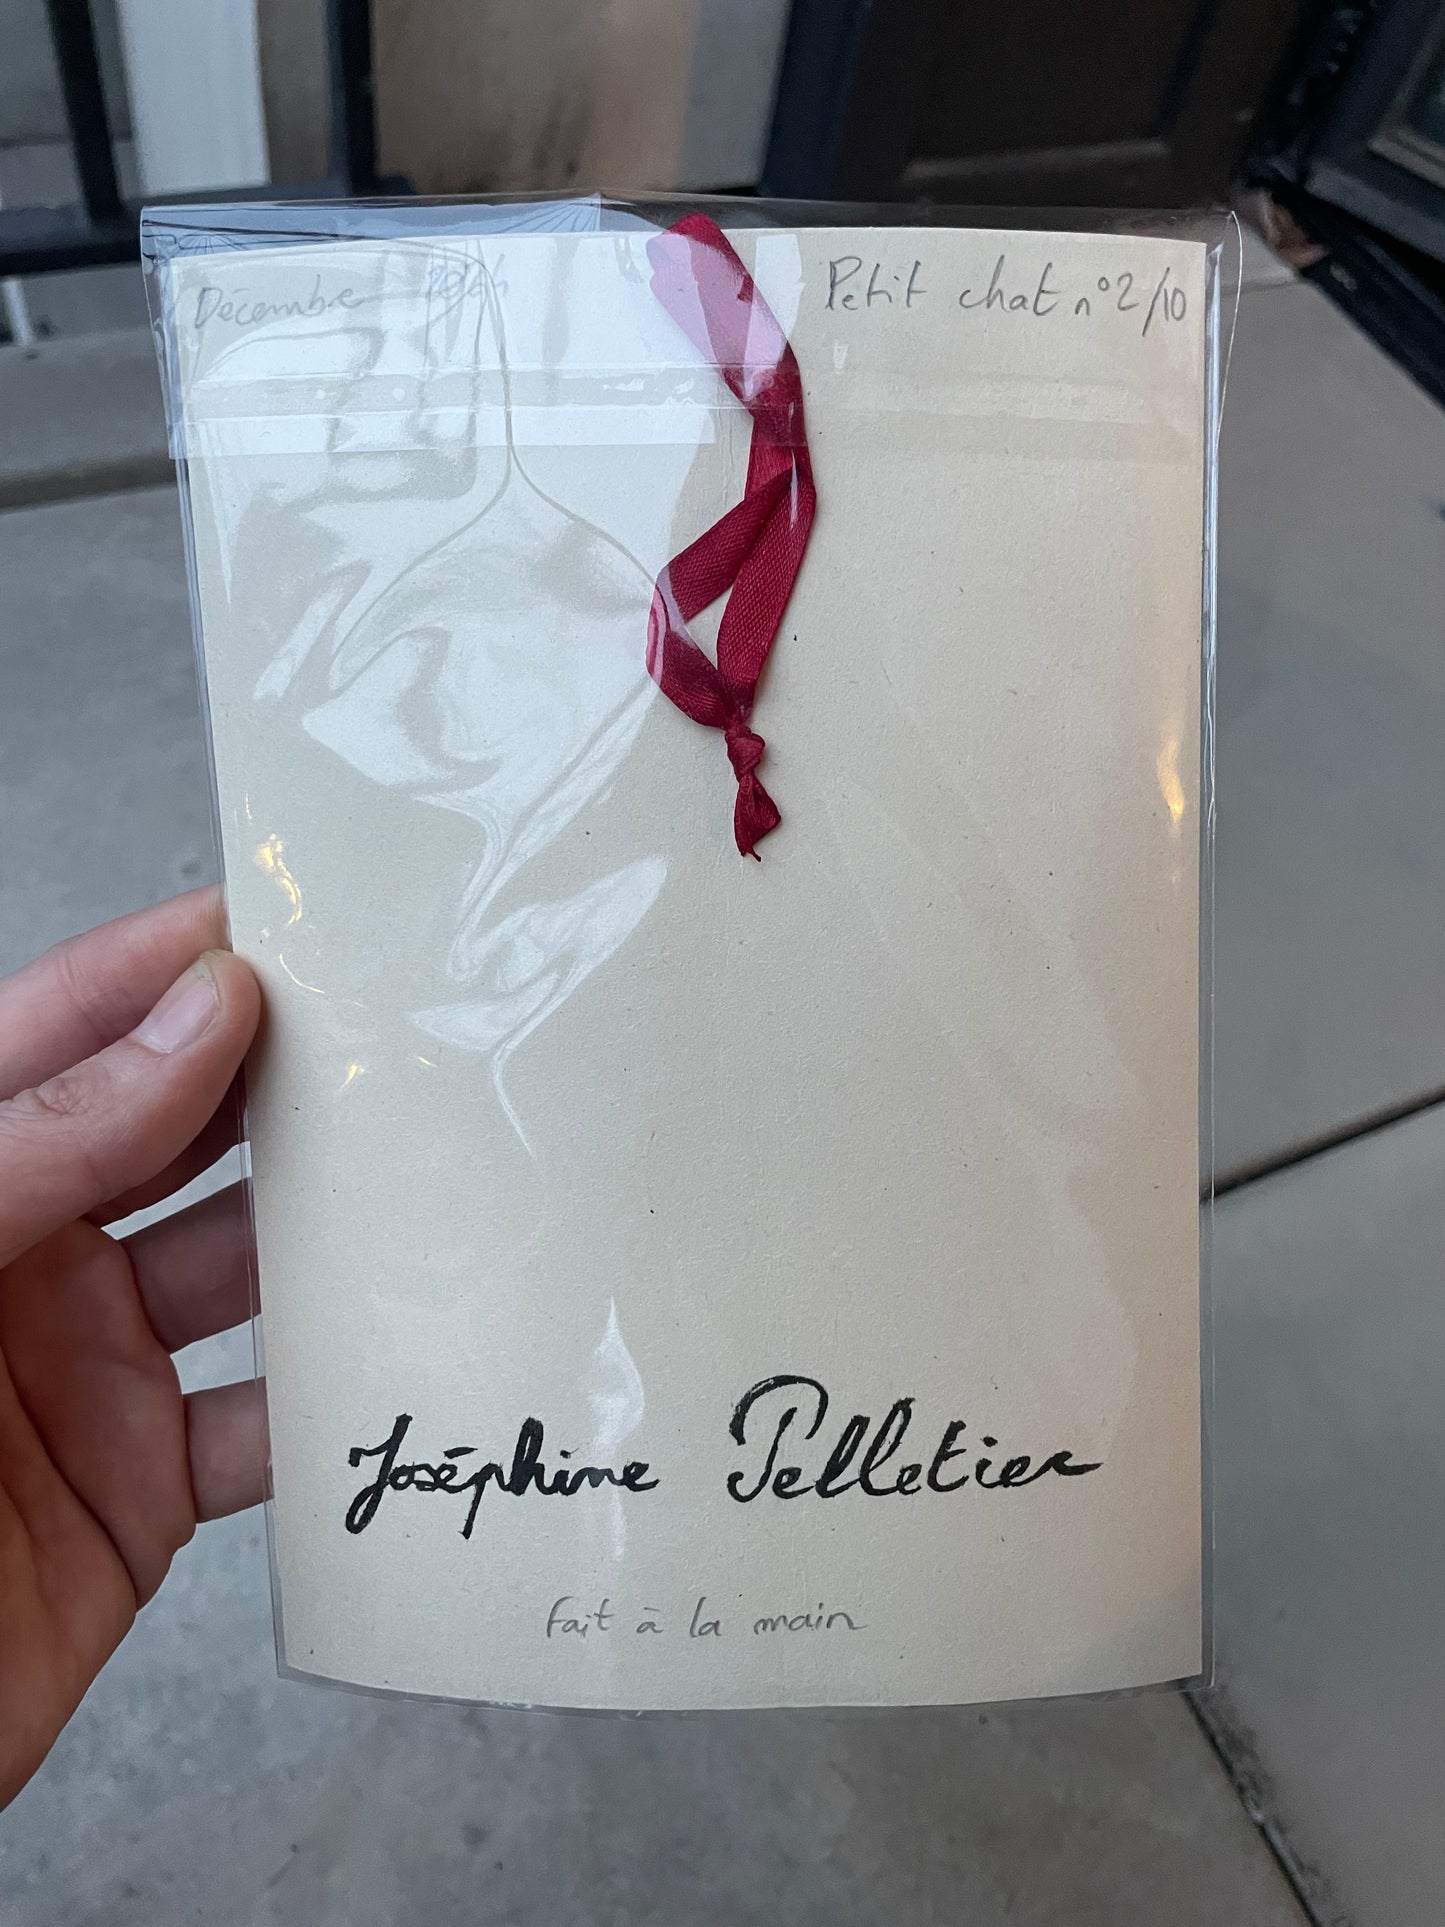 Décembre
Petit chat n°2/10
Joséphine Pelletier
fait à la main